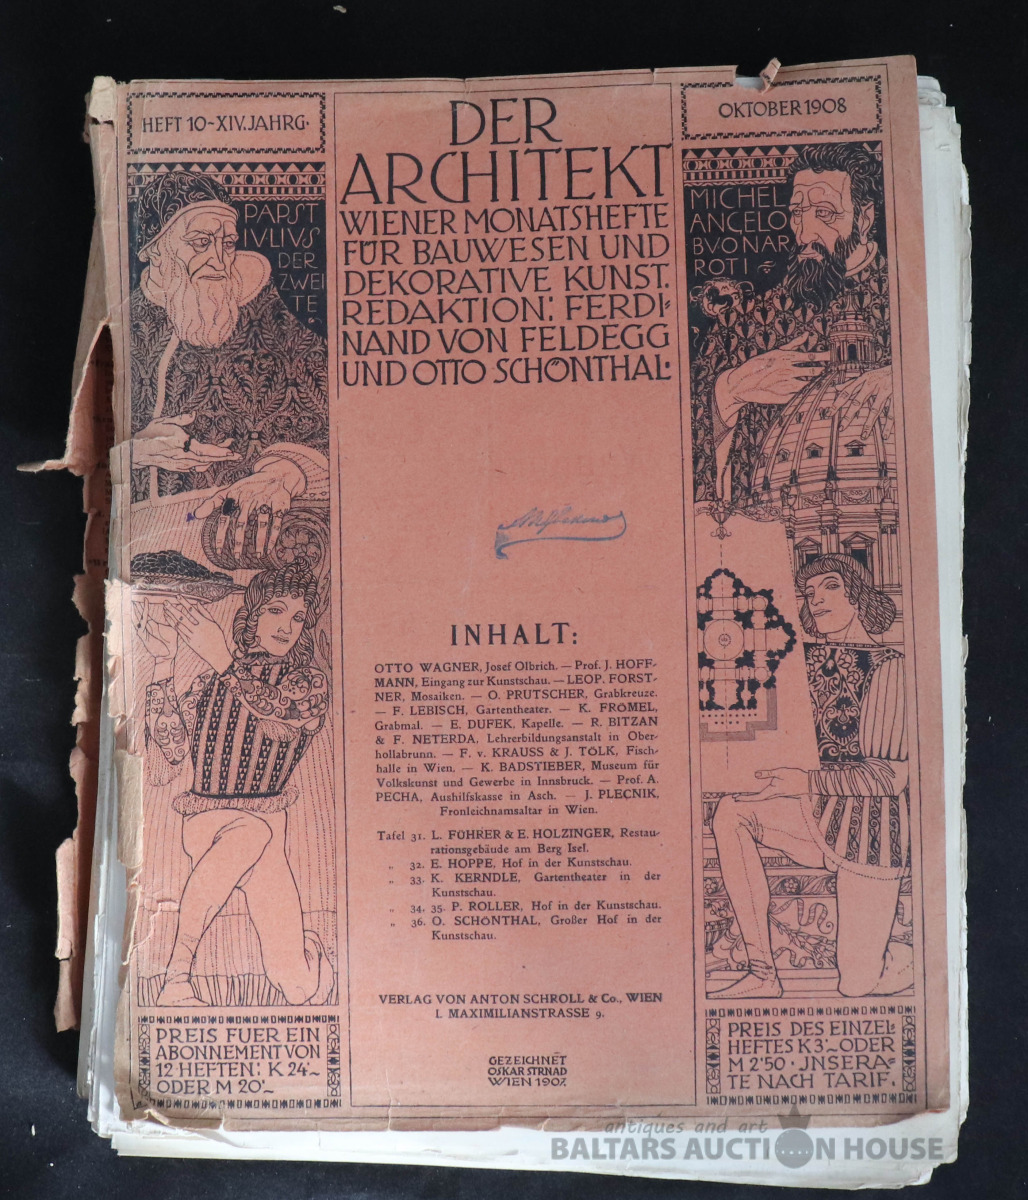 HEFT 10-XIV. JAHRG.
DER
ARCHITEKT
WIENER MONATSHEFTE
FÜR BAUWESEN UND
DEKORATIVE KUNST.
REDAKTION: FERDI-
NAND VON FELDEGG
UND OTTO SCHÖNTHAL.
OKTOBER 1908
PAPST
IVLIVS
DER
ZWEI
TE
MICHEL
ANGELO
BVONAR
ROTI
INHALT:
OTTO WAGNER, Josef Olbrich. — Prof. J. HOFF-
MANN, Eingang zur Kunstschau. — LEOP. FORST-
NER, Mosaiken. — O. PRUTSCHER, Grabkreuze.
— F. LEBISCH, Gartentheater. — K. FRÖMEL,
Grabmal. — E. DUFEK, Kapelle. — R. BITZAN
& F. NETERDA, Lehrerbildungsanstalt in Ober-
hollabrunn. — F. v. KRAUSS & J. TÖLK, Fisch-
halle in Wien. — K. BADSTIEBER, Museum für
Volkskunst und Gewerbe in Innsbruck. — Prof. A.
PECHA, Aushilfskasse in Asch. — J. PLEČNIK,
Fronleichnamsaltar in Wien.
Tafel 31. L. FÜHRER & E. HOLZINGER, Restau-
rationsgebäude am Berg Isel.
„ 32. E. HOPPE, Hof in der Kunstschau.
„ 33. K. KERNDLE, Gartentheater in der
Kunstschau.
„ 34, 35. P. ROLLER, Hof in der Kunstschau.
„ 36. O. SCHÖNTHAL, Großer Hof in der
Kunstschau.
VERLAG VON ANTON SCHROLL & Co., WIEN
I. MAXIMILIANSTRASSE 9.
GEZEICHNET
OSKAR STRNAD
WIEN 1907.
PREIS FUER EIN
ABONNEMENT VON
12 HEFTEN: K 24'—
ODER M 20'—
PREIS DES EINZEL-
HEFTES K 3'— ODER
M 2'50 · JNSERA-
TE NACH TARIF.
antiques and art
BALTARS AUCTION HOUSE